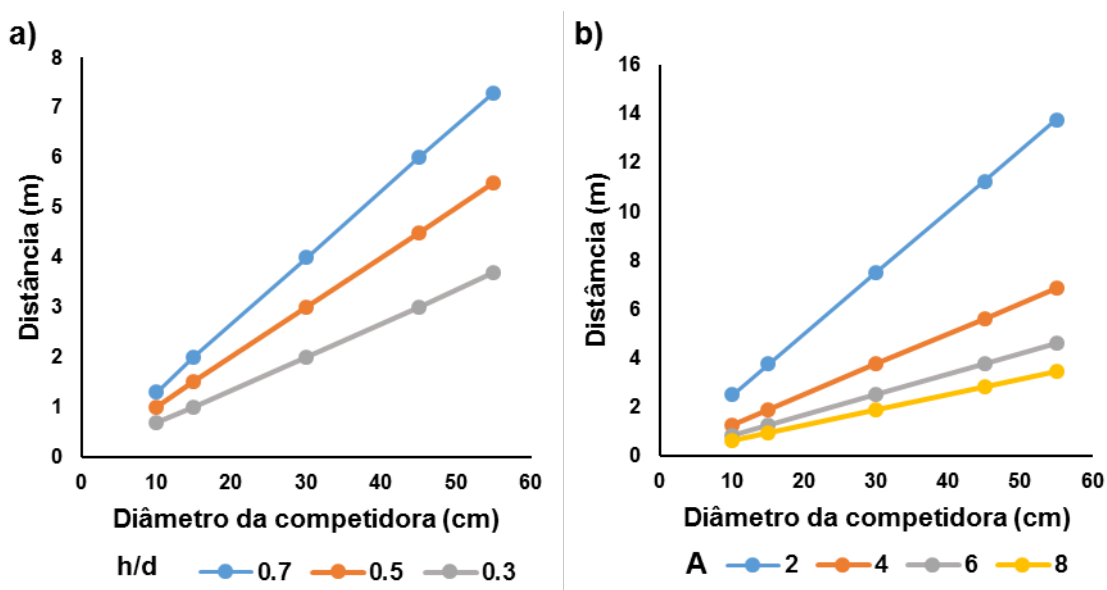 a)
8
7
6
5
4
3
2
1
0
Distância (m)
0 10 20 30 40 50 60
Diâmetro da competidora (cm)
h/d 0.7 0.5 0.3
b)
16
14
12
10
8
6
4
2
0
Distâmcia (m)
0 10 20 30 40 50 60
Diâmetro da competidora (cm)
A 2 4 6 8